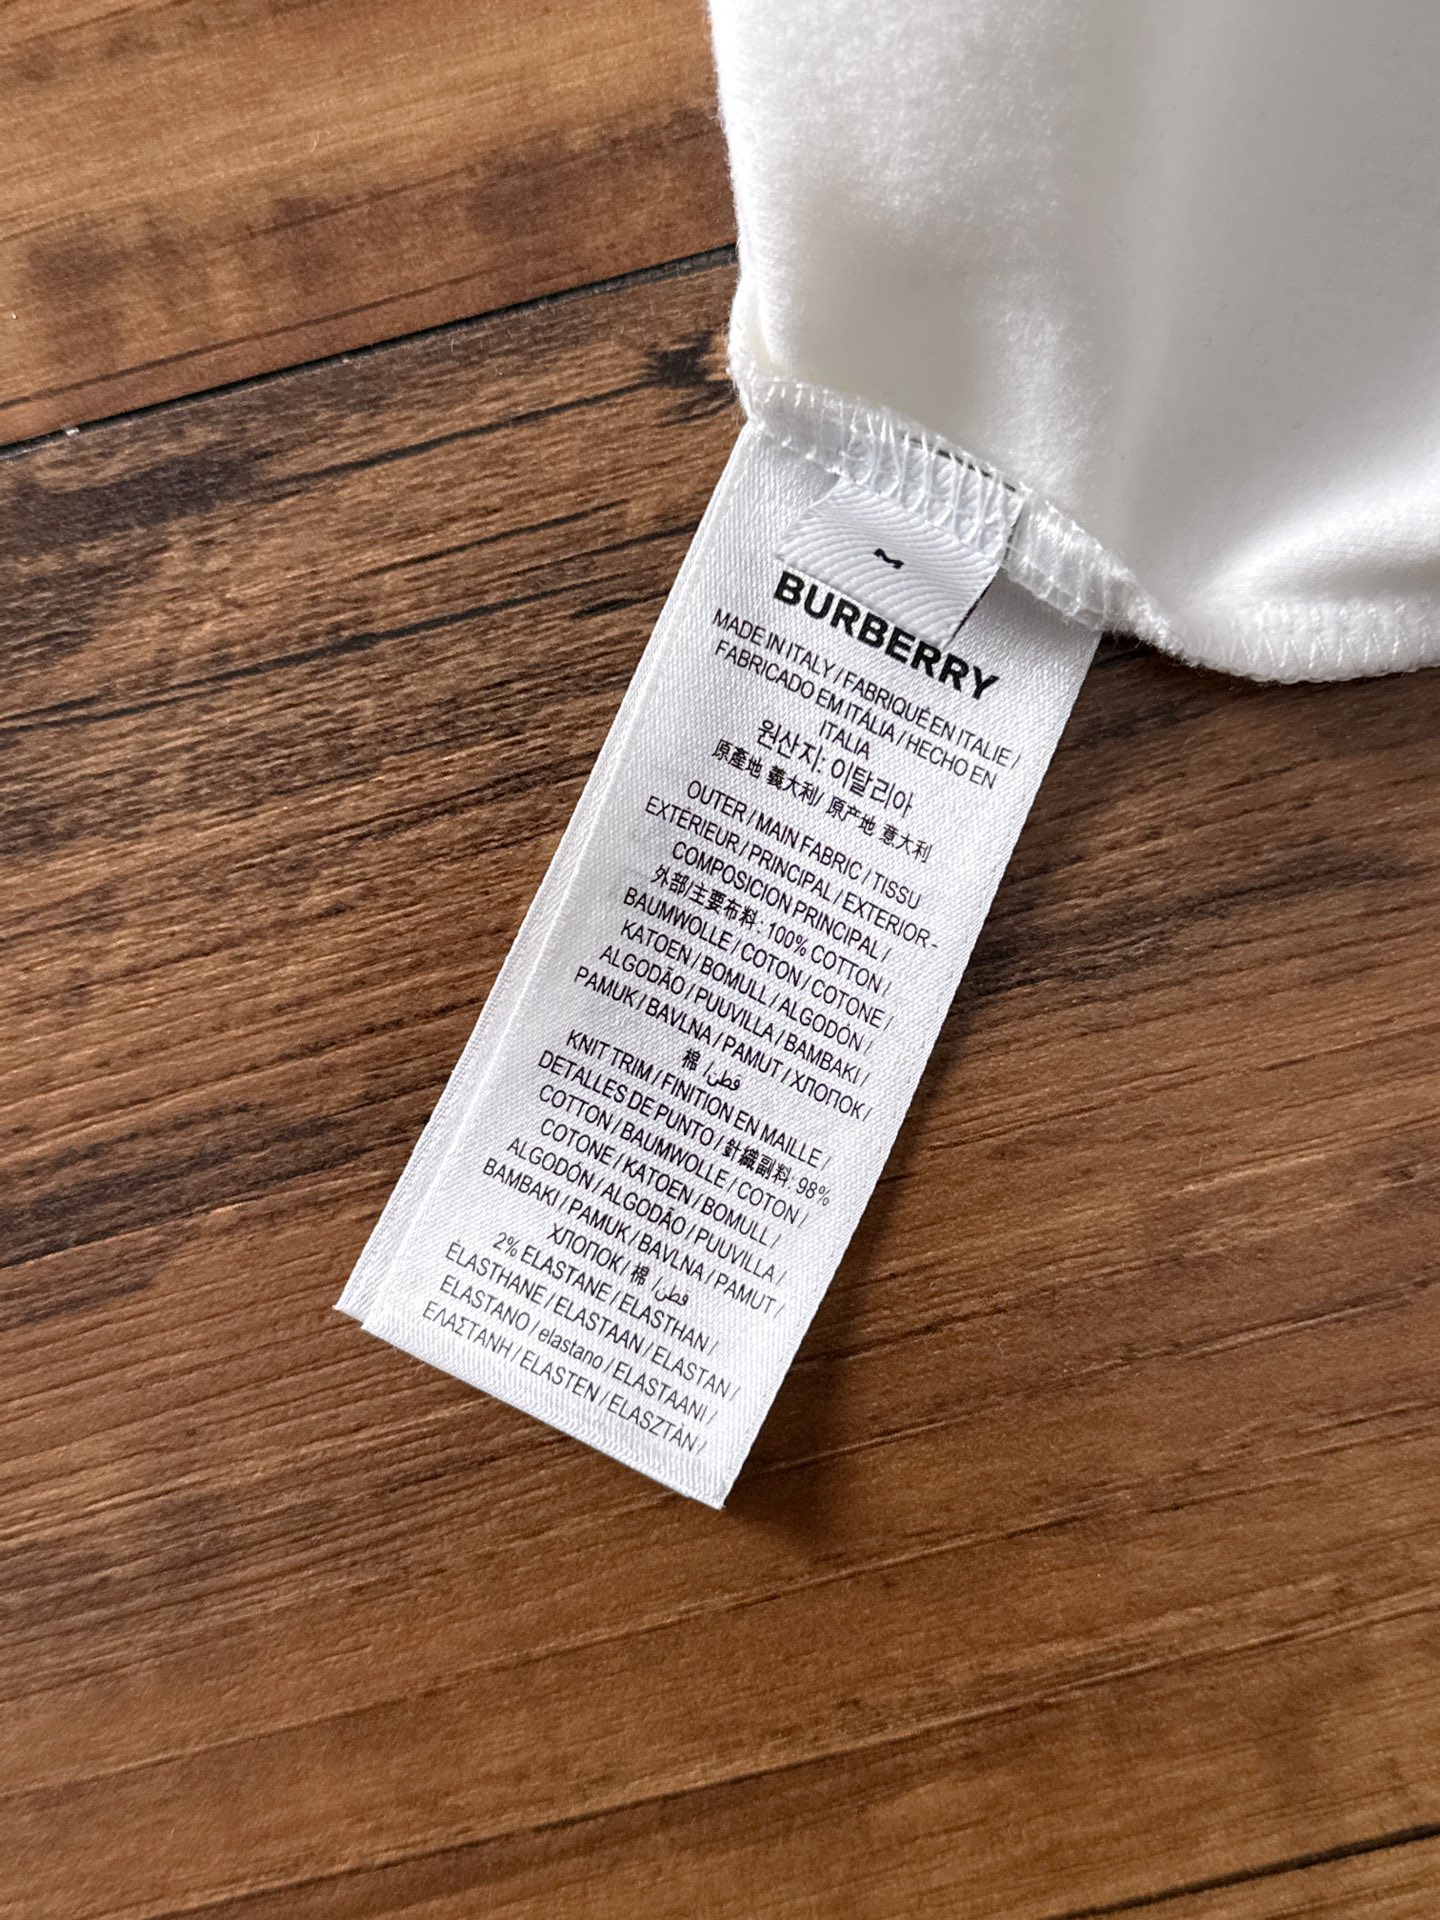 M
BURBERRY
MADE IN ITALY / FABRIQUÉ EN ITALIE /
FABRICADO EM ITÁLIA / HECHO EN
ITALIA
원산지: 이탈리아
原產地 義大利/ 原产地 意大利
OUTER / MAIN FABRIC / TISSU
EXTERIEUR / PRINCIPAL / EXTERIOR -
COMPOSICION PRINCIPAL /
外部/主要布料: 100% COTTON /
BAUMWOLLE / COTON / COTONE /
KATOEN / BOMULL / ALGODÓN /
ALGODÃO / PUUVILLA / BAMBAKI /
PAMUK / BAVLNA / PAMUT / ХЛОПОК /
棉 / قطن
KNIT TRIM / FINITION EN MAILLE /
DETALLES DE PUNTO / 針織副料: 98%
COTTON / BAUMWOLLE / COTON /
COTONE / KATOEN / BOMULL /
ALGODÓN / ALGODÃO / PUUVILLA /
BAMBAKI / PAMUK / BAVLNA / PAMUT /
ХЛОПОК / 棉 / قطن
2% ELASTANE / ELASTHAN /
ÉLASTHANE / ELASTAAN / ELASTAN /
ELASTANO / elastano / ELASTAANI /
ΕΛΑΣΤΑΝΗ / ELASTEN / ELASZTÁN /